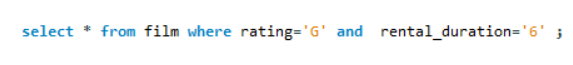 select * from film where rating='G' and  rental_duration='6' ;